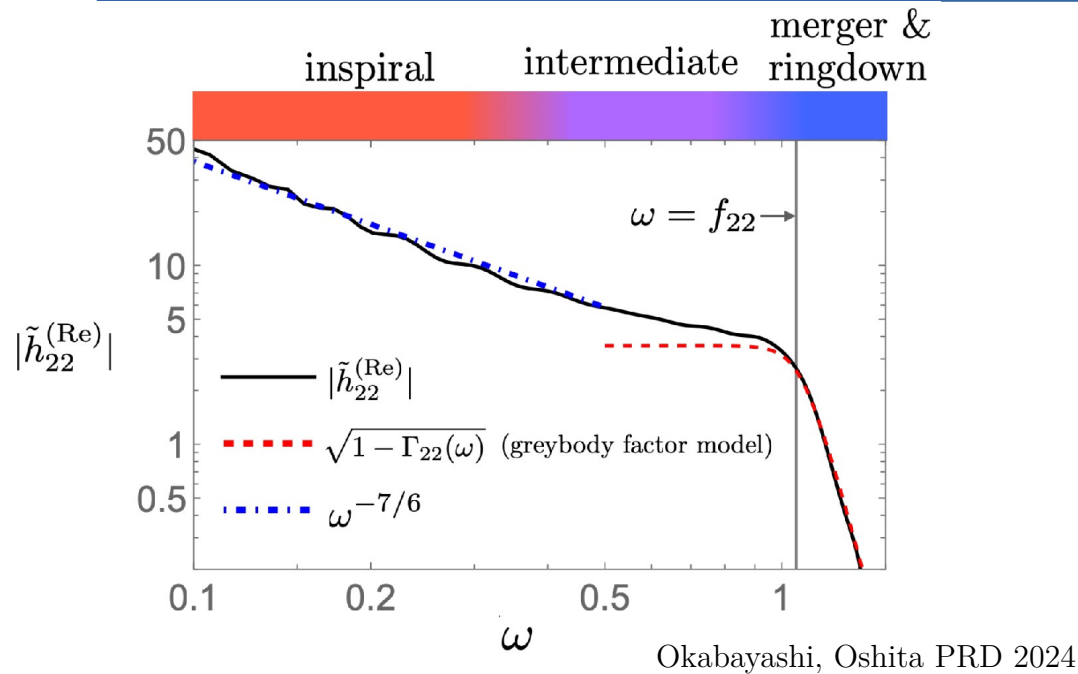 inspiral
intermediate
merger &
ringdown
50
10
5
1
0.5
|h̃₂₂^(Re)|
ω = f₂₂
|h̃₂₂^(Re)|
√(1 − Γ₂₂(ω)) (greybody factor model)
ω^(−7/6)
0.1 0.2 0.5 1
ω
Okabayashi, Oshita PRD 2024